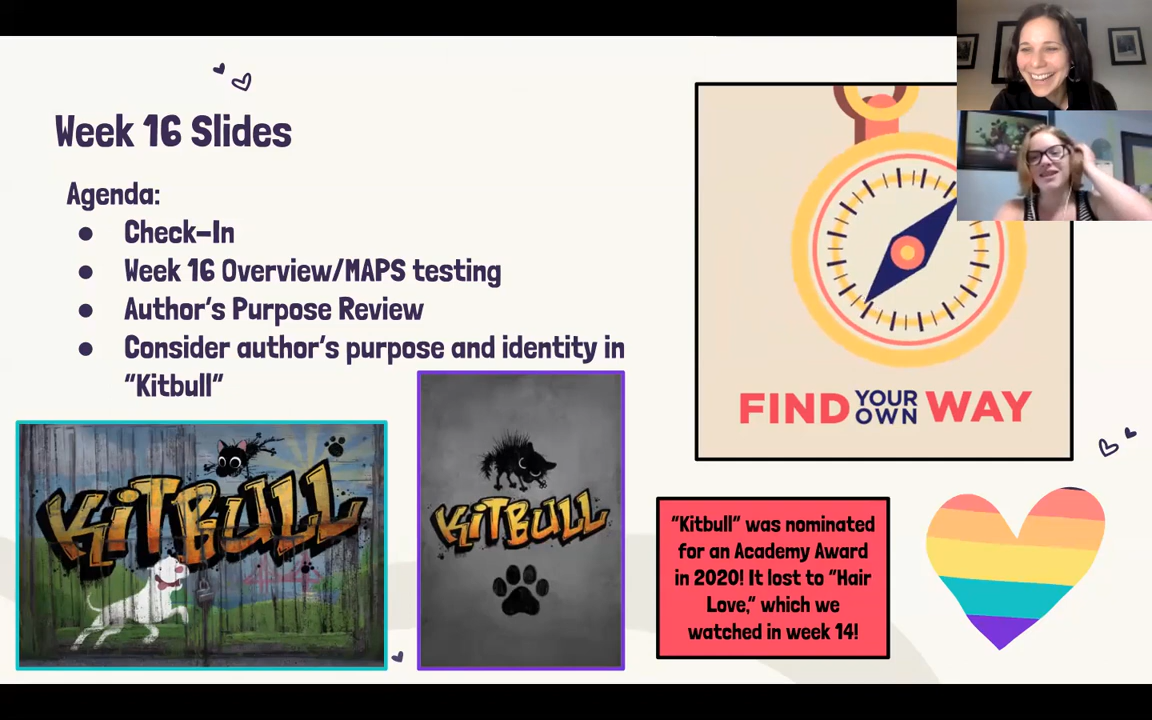 Week 16 Slides
Agenda:
● Check-In
● Week 16 Overview/MAPS testing
● Author's Purpose Review
● Consider author's purpose and identity in
"Kitbull"
FIND YOUR OWN WAY
KITBULL
KITBULL
"Kitbull" was nominated
for an Academy Award
in 2020! It lost to "Hair
Love," which we
watched in week 14!